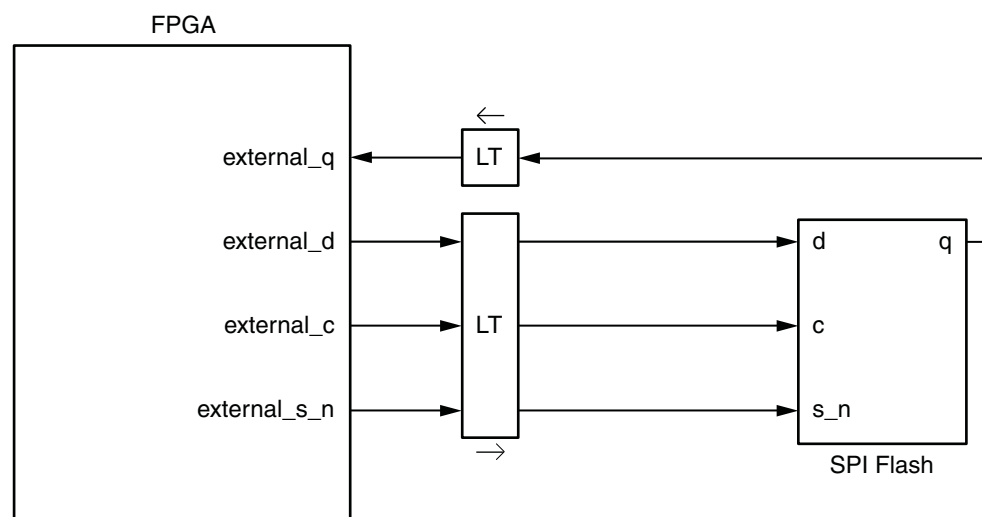 FPGA
external_q
LT
external_d
d
q
external_c
LT
c
external_s_n
s_n
SPI Flash